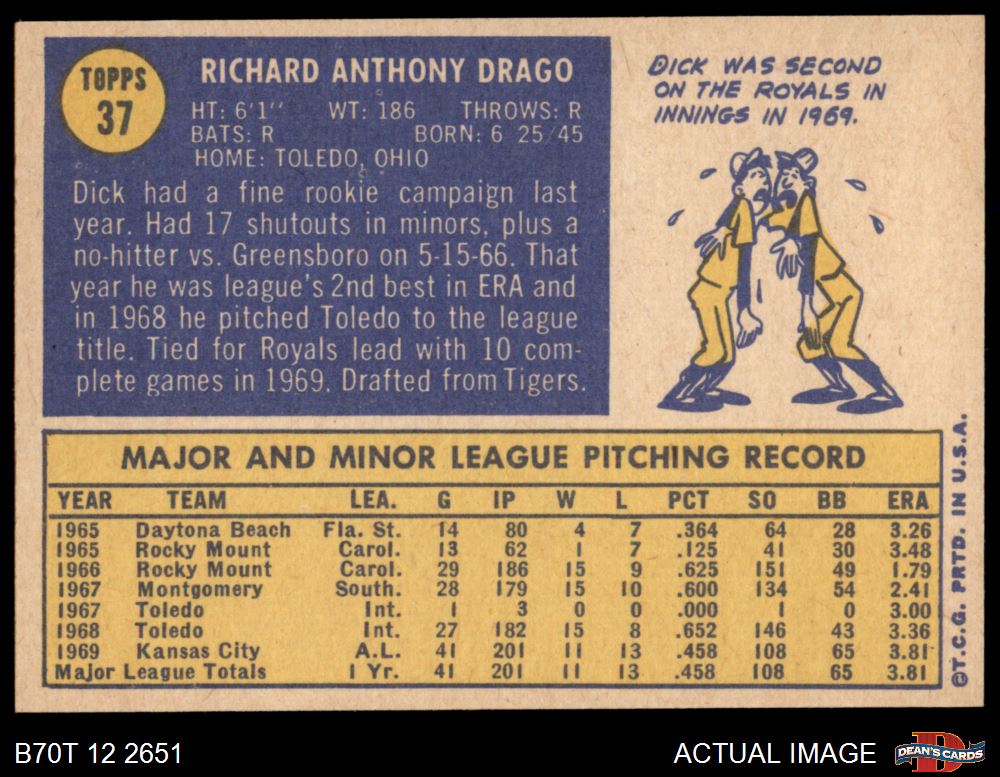 TOPPS
37
RICHARD ANTHONY DRAGO
HT: 6'1" WT: 186 THROWS: R
BATS: R BORN: 6 25 45
HOME: TOLEDO, OHIO
Dick had a fine rookie campaign last
year. Had 17 shutouts in minors, plus a
no-hitter vs. Greensboro on 5-15-66. That
year he was league's 2nd best in ERA and
in 1968 he pitched Toledo to the league
title. Tied for Royals lead with 10 com-
plete games in 1969. Drafted from Tigers.
DICK WAS SECOND
ON THE ROYALS IN
INNINGS IN 1969.
MAJOR AND MINOR LEAGUE PITCHING RECORD
YEAR TEAM LEA. G IP W L PCT SO BB ERA
1965 Daytona Beach Fla. St. 14 80 4 7 .364 64 28 3.26
1965 Rocky Mount Carol. 13 62 1 7 .125 41 30 3.48
1966 Rocky Mount Carol. 29 186 15 9 .625 151 49 1.79
1967 Montgomery South. 28 179 15 10 .600 134 54 2.41
1967 Toledo Int. 1 3 0 0 .000 1 0 3.00
1968 Toledo Int. 27 182 15 8 .652 146 43 3.36
1969 Kansas City A.L. 41 201 11 13 .458 108 65 3.81
Major League Totals 1 Yr. 41 201 11 13 .458 108 65 3.81
©T.C.G. PRTD. IN U.S.A.
B70T 12 2651
ACTUAL IMAGE
D
DEAN'S CARDS